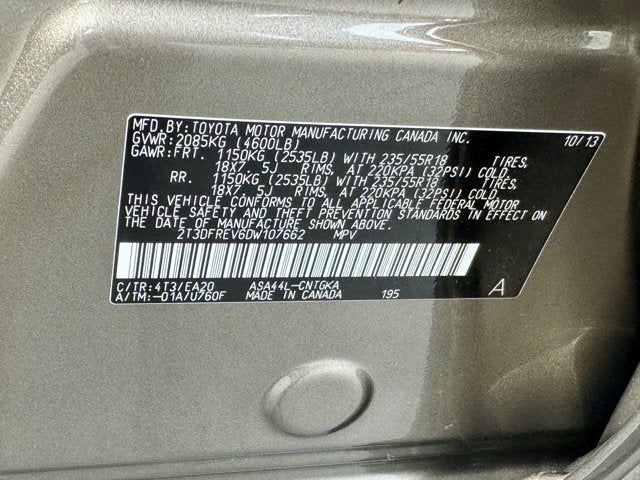 MFD. BY: TOYOTA MOTOR MANUFACTURING CANADA INC. 10/13
GVWR: 2085KG (4600LB)
GAWR: FRT. 1150KG (2535LB) WITH 235/55R18 TIRES,
18X7.5J RIMS, AT 220KPA (32PSI) COLD.
RR. 1150KG (2535LB) WITH 235/55R18 TIRES,
18X7.5J RIMS, AT 220KPA (32PSI) COLD.
THIS VEHICLE CONFORMS TO ALL APPLICABLE FEDERAL MOTOR
VEHICLE SAFETY AND THEFT PREVENTION STANDARDS IN EFFECT ON
THE DATE OF MANUFACTURE SHOWN ABOVE.
2T3DFREV6DW107662 MPV
C/TR: 4T3/EA20 ASA44L-CNTGKA
A/TM: -01A/U760F MADE IN CANADA 195 A